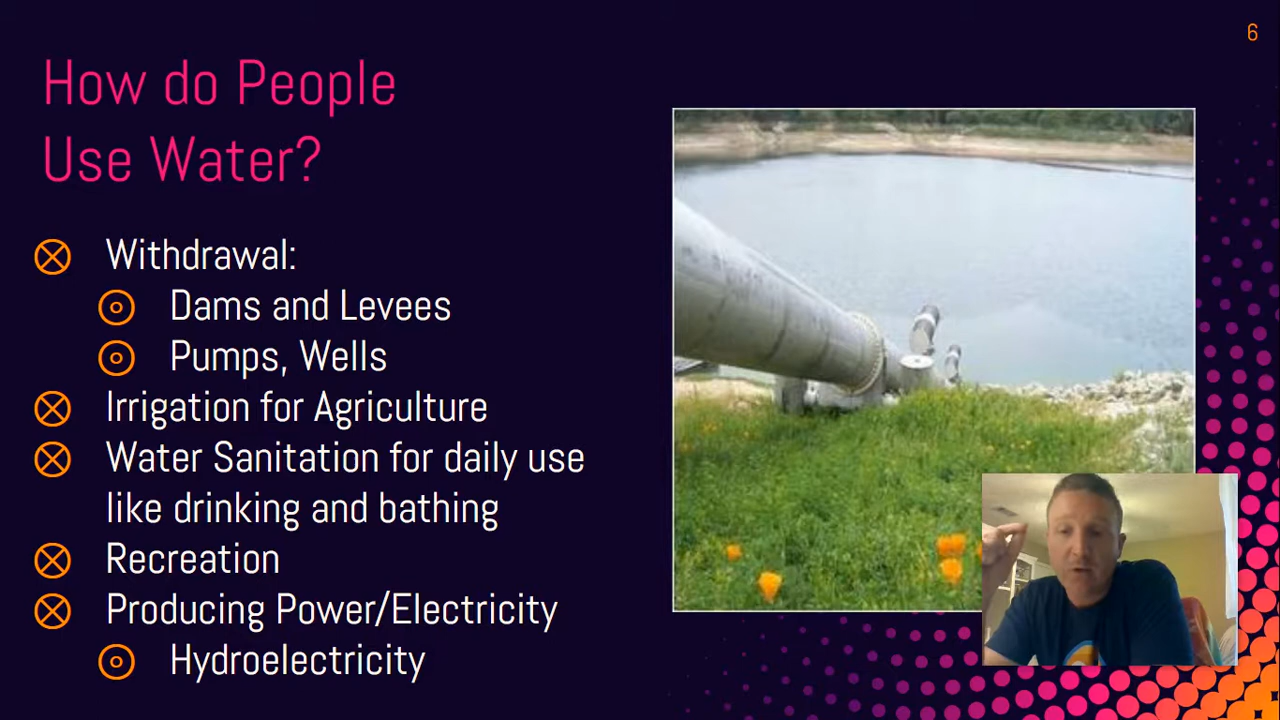 6
How do People
Use Water?
Withdrawal:
Dams and Levees
Pumps, Wells
Irrigation for Agriculture
Water Sanitation for daily use
like drinking and bathing
Recreation
Producing Power/Electricity
Hydroelectricity